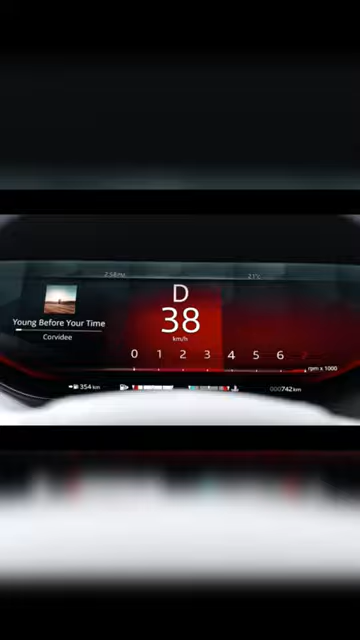 2:58 PM
21°c
D
38
km/h
Young Before Your Time
Corvidee
0 1 2 3 4 5 6
rpm x 1000
354 km
000742 km